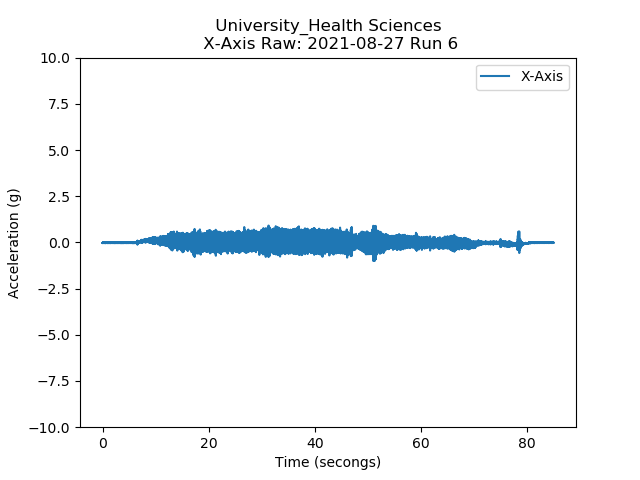 University_Health Sciences
X-Axis Raw: 2021-08-27 Run 6
10.0
7.5
5.0
2.5
0.0
−2.5
−5.0
−7.5
−10.0
Acceleration (g)
X-Axis
0 20 40 60 80
Time (seconds)